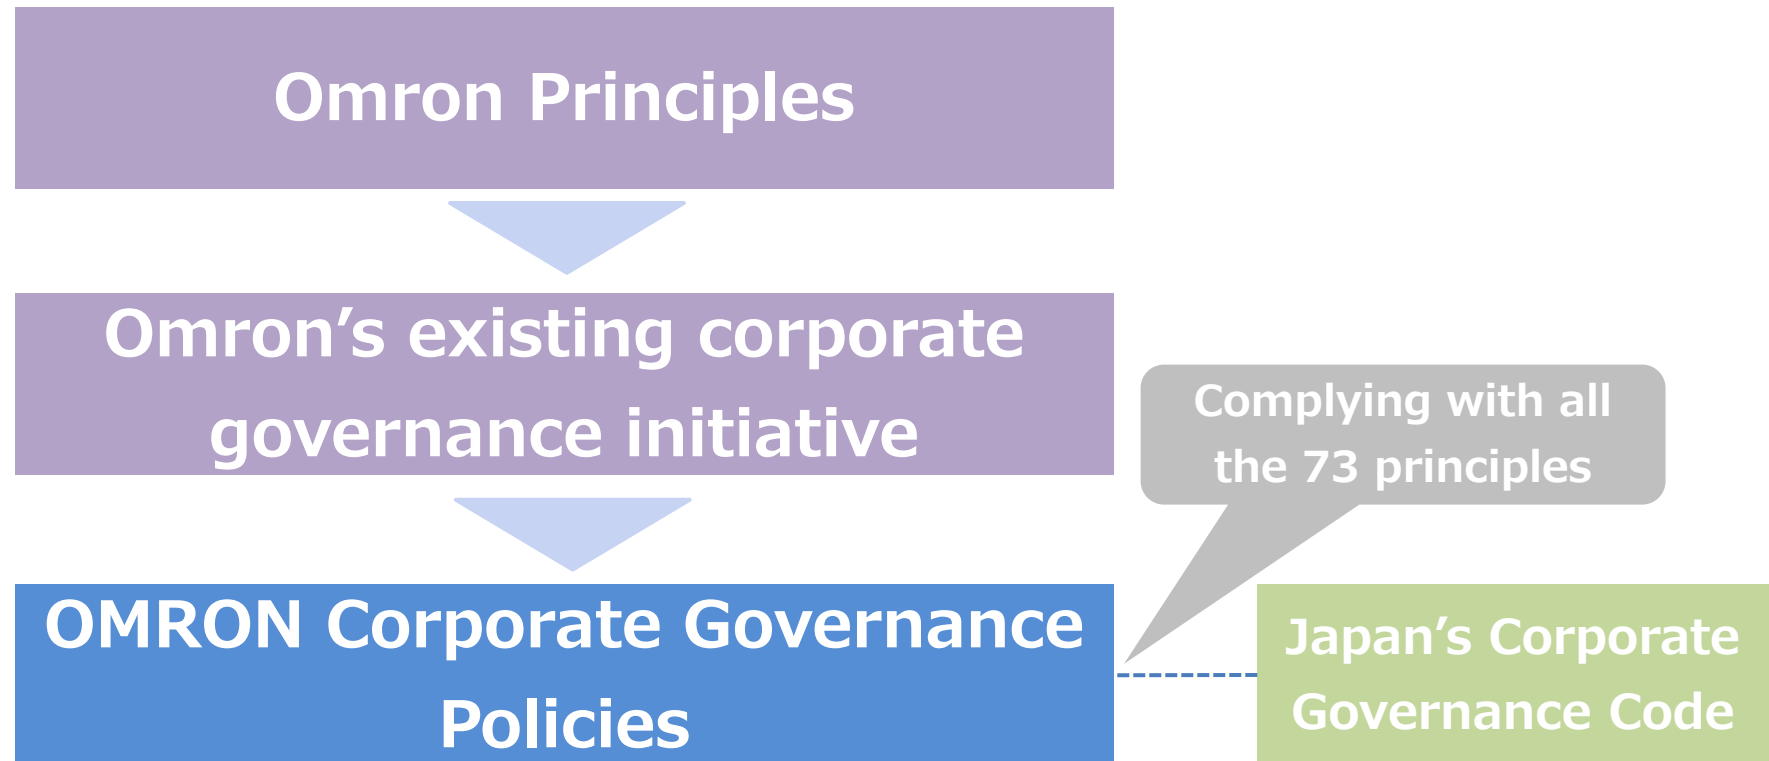 Omron Principles
Omron’s existing corporate
governance initiative
Complying with all
the 73 principles
OMRON Corporate Governance
Policies
Japan’s Corporate
Governance Code